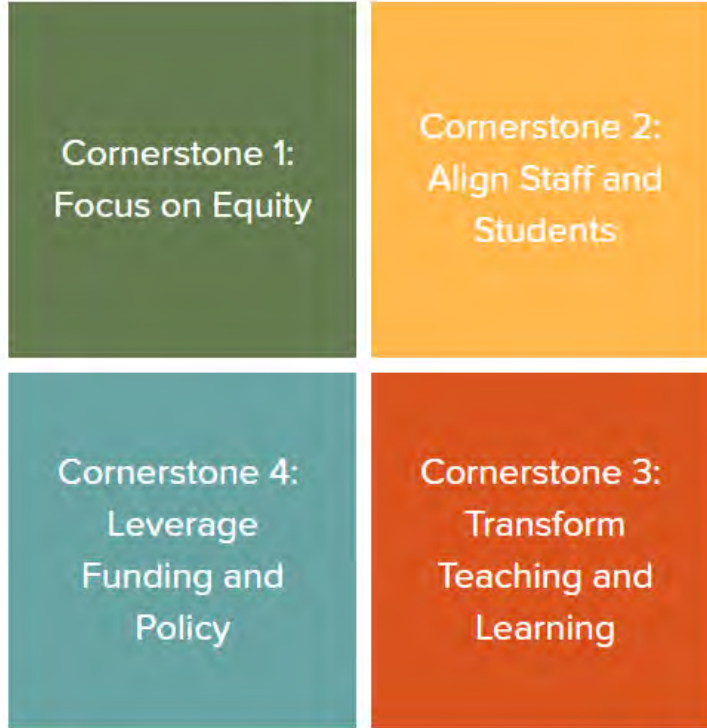 Cornerstone 1:
Focus on Equity
Cornerstone 2:
Align Staff and
Students
Cornerstone 4:
Leverage
Funding and
Policy
Cornerstone 3:
Transform
Teaching and
Learning